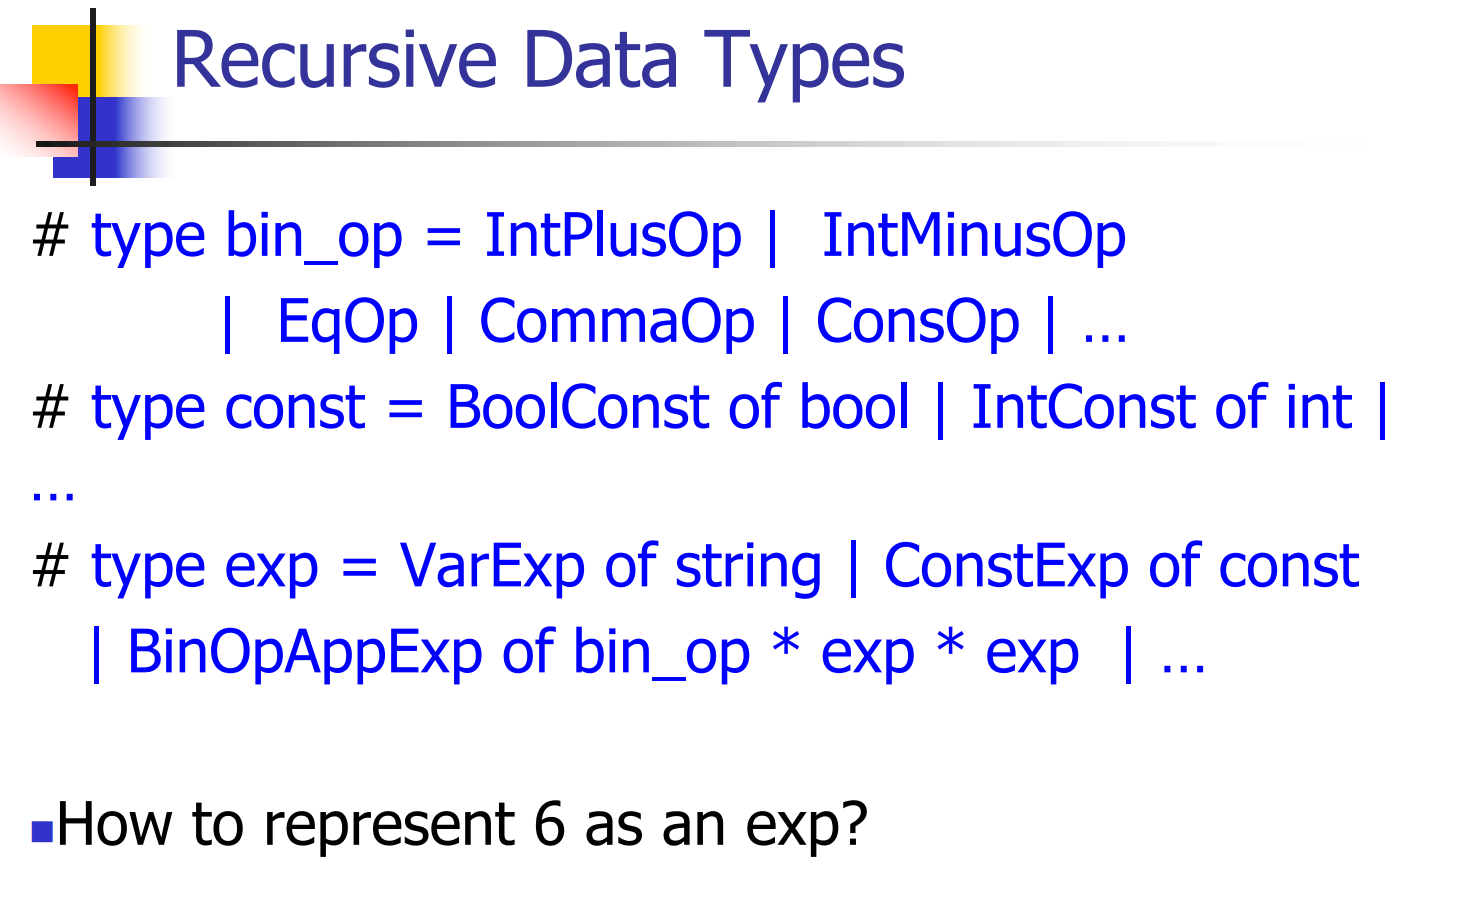 Recursive Data Types
# type bin_op = IntPlusOp | IntMinusOp
| EqOp | CommaOp | ConsOp | …
# type const = BoolConst of bool | IntConst of int |
…
# type exp = VarExp of string | ConstExp of const
| BinOpAppExp of bin_op * exp * exp | …
■How to represent 6 as an exp?